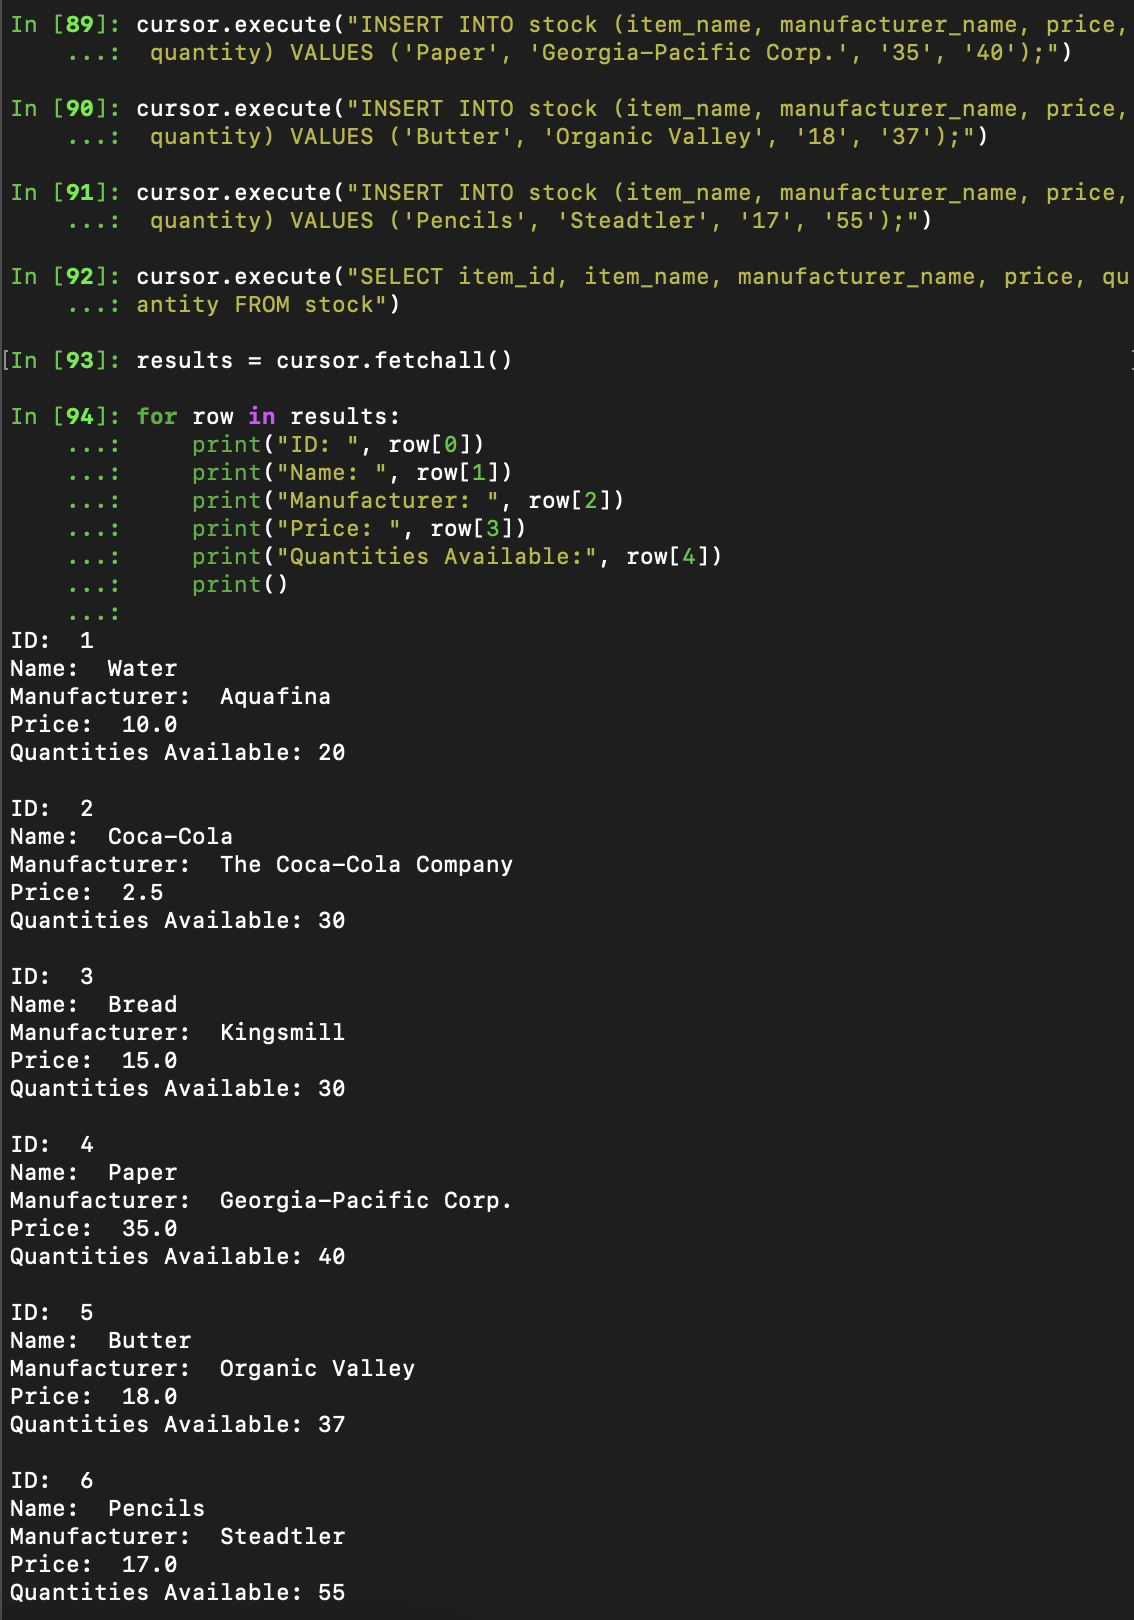 In [89]: cursor.execute("INSERT INTO stock (item_name, manufacturer_name, price,
...:  quantity) VALUES ('Paper', 'Georgia-Pacific Corp.', '35', '40');")
In [90]: cursor.execute("INSERT INTO stock (item_name, manufacturer_name, price,
...:  quantity) VALUES ('Butter', 'Organic Valley', '18', '37');")
In [91]: cursor.execute("INSERT INTO stock (item_name, manufacturer_name, price,
...:  quantity) VALUES ('Pencils', 'Steadtler', '17', '55');")
In [92]: cursor.execute("SELECT item_id, item_name, manufacturer_name, price, qu
...: antity FROM stock")
[In [93]: results = cursor.fetchall() ]
In [94]: for row in results:
...:     print("ID: ", row[0])
...:     print("Name: ", row[1])
...:     print("Manufacturer: ", row[2])
...:     print("Price: ", row[3])
...:     print("Quantities Available:", row[4])
...:     print()
...:
ID:  1
Name:  Water
Manufacturer:  Aquafina
Price:  10.0
Quantities Available: 20
ID:  2
Name:  Coca-Cola
Manufacturer:  The Coca-Cola Company
Price:  2.5
Quantities Available: 30
ID:  3
Name:  Bread
Manufacturer:  Kingsmill
Price:  15.0
Quantities Available: 30
ID:  4
Name:  Paper
Manufacturer:  Georgia-Pacific Corp.
Price:  35.0
Quantities Available: 40
ID:  5
Name:  Butter
Manufacturer:  Organic Valley
Price:  18.0
Quantities Available: 37
ID:  6
Name:  Pencils
Manufacturer:  Steadtler
Price:  17.0
Quantities Available: 55